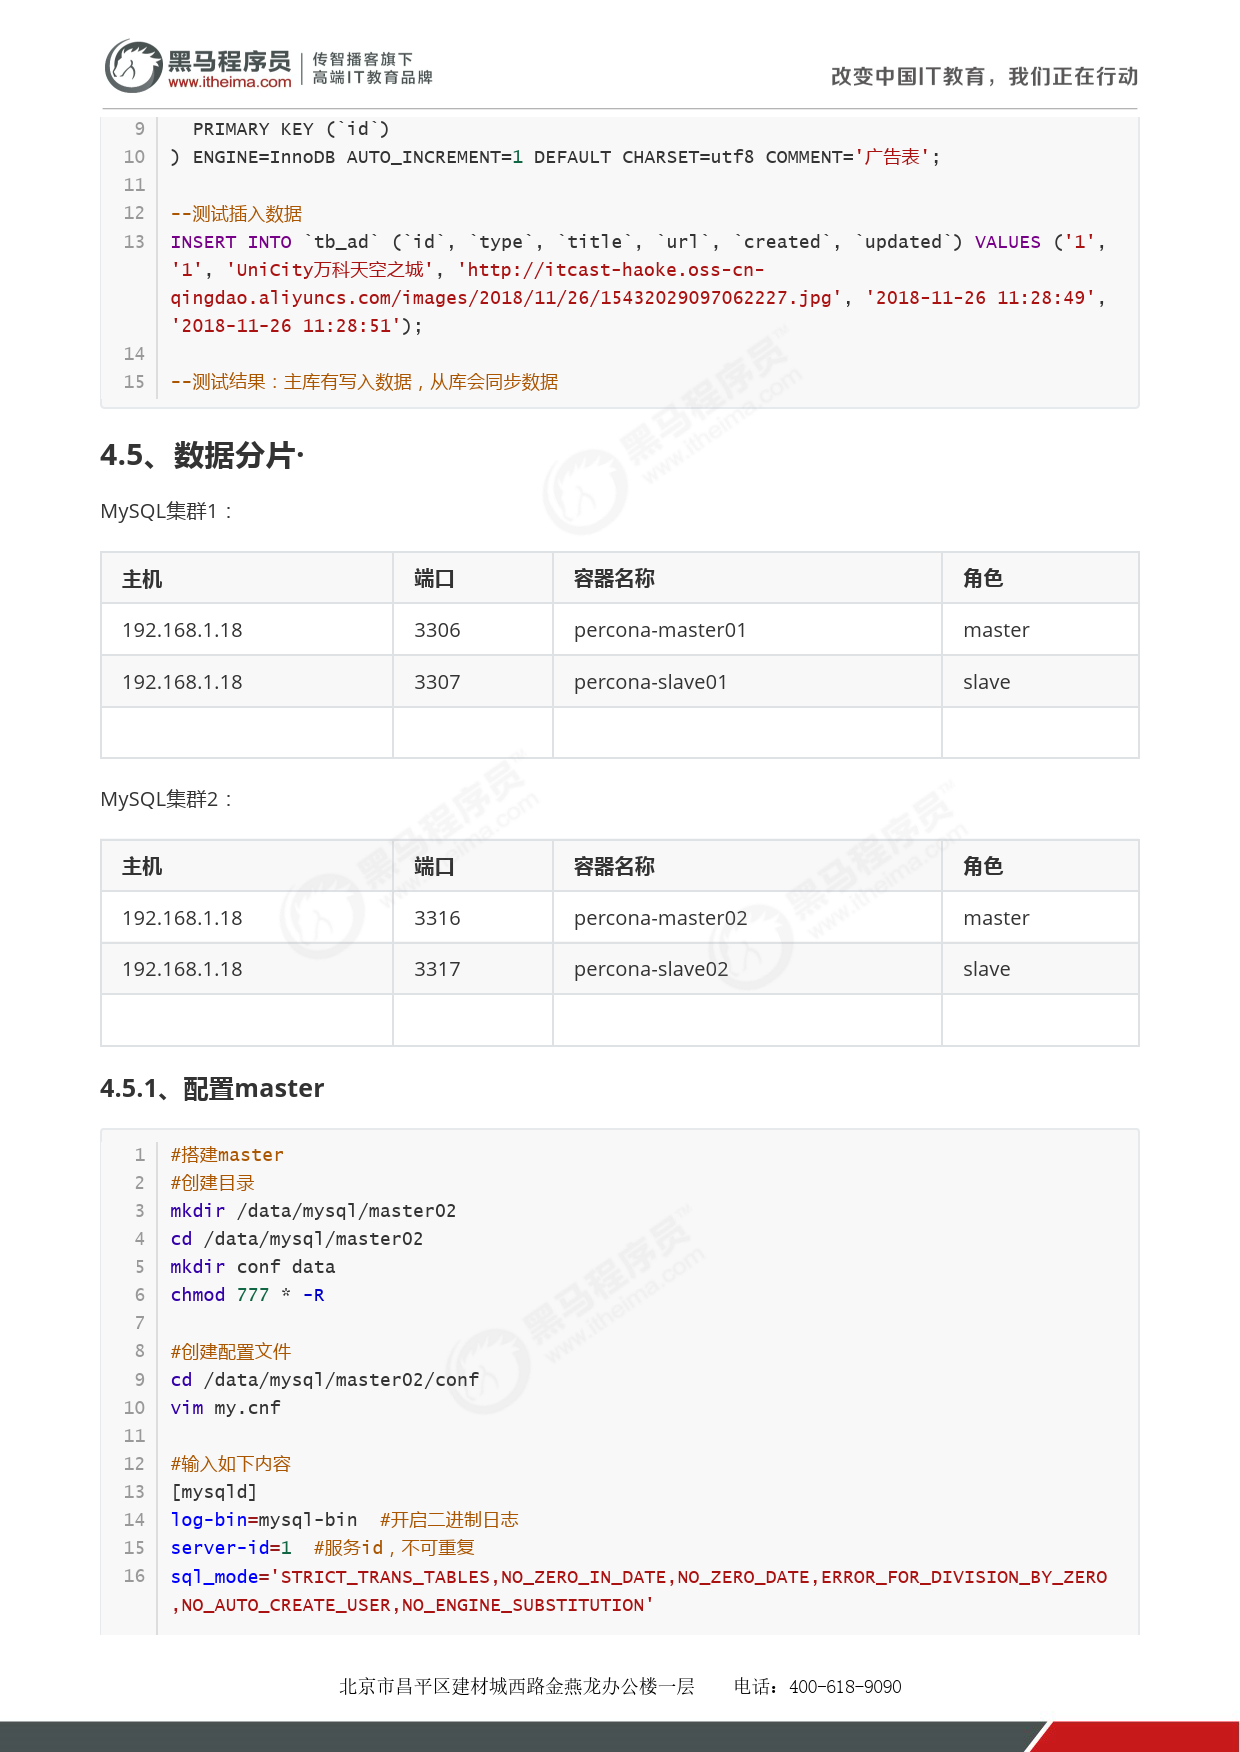 黑马程序员
www.itheima.com
传智播客旗下
高端IT教育品牌
改变中国IT教育，我们正在行动
9 PRIMARY KEY (`id`)
10 ) ENGINE=InnoDB AUTO_INCREMENT=1 DEFAULT CHARSET=utf8 COMMENT='广告表';
11
12 --测试插入数据
13 INSERT INTO `tb_ad` (`id`, `type`, `title`, `url`, `created`, `updated`) VALUES ('1',
'1', 'UniCity万科天空之城', 'http://itcast-haoke.oss-cn-
qingdao.aliyuncs.com/images/2018/11/26/15432029097062227.jpg', '2018-11-26 11:28:49',
'2018-11-26 11:28:51');
14
15 --测试结果：主库有写入数据，从库会同步数据
4.5、数据分片·
MySQL集群1：
主机 端口 容器名称 角色
192.168.1.18 3306 percona-master01 master
192.168.1.18 3307 percona-slave01 slave
MySQL集群2：
主机 端口 容器名称 角色
192.168.1.18 3316 percona-master02 master
192.168.1.18 3317 percona-slave02 slave
4.5.1、配置master
1 #搭建master
2 #创建目录
3 mkdir /data/mysql/master02
4 cd /data/mysql/master02
5 mkdir conf data
6 chmod 777 * -R
7
8 #创建配置文件
9 cd /data/mysql/master02/conf
10 vim my.cnf
11
12 #输入如下内容
13 [mysqld]
14 log-bin=mysql-bin  #开启二进制日志
15 server-id=1  #服务id，不可重复
16 sql_mode='STRICT_TRANS_TABLES,NO_ZERO_IN_DATE,NO_ZERO_DATE,ERROR_FOR_DIVISION_BY_ZERO
,NO_AUTO_CREATE_USER,NO_ENGINE_SUBSTITUTION'
北京市昌平区建材城西路金燕龙办公楼一层 电话：400-618-9090